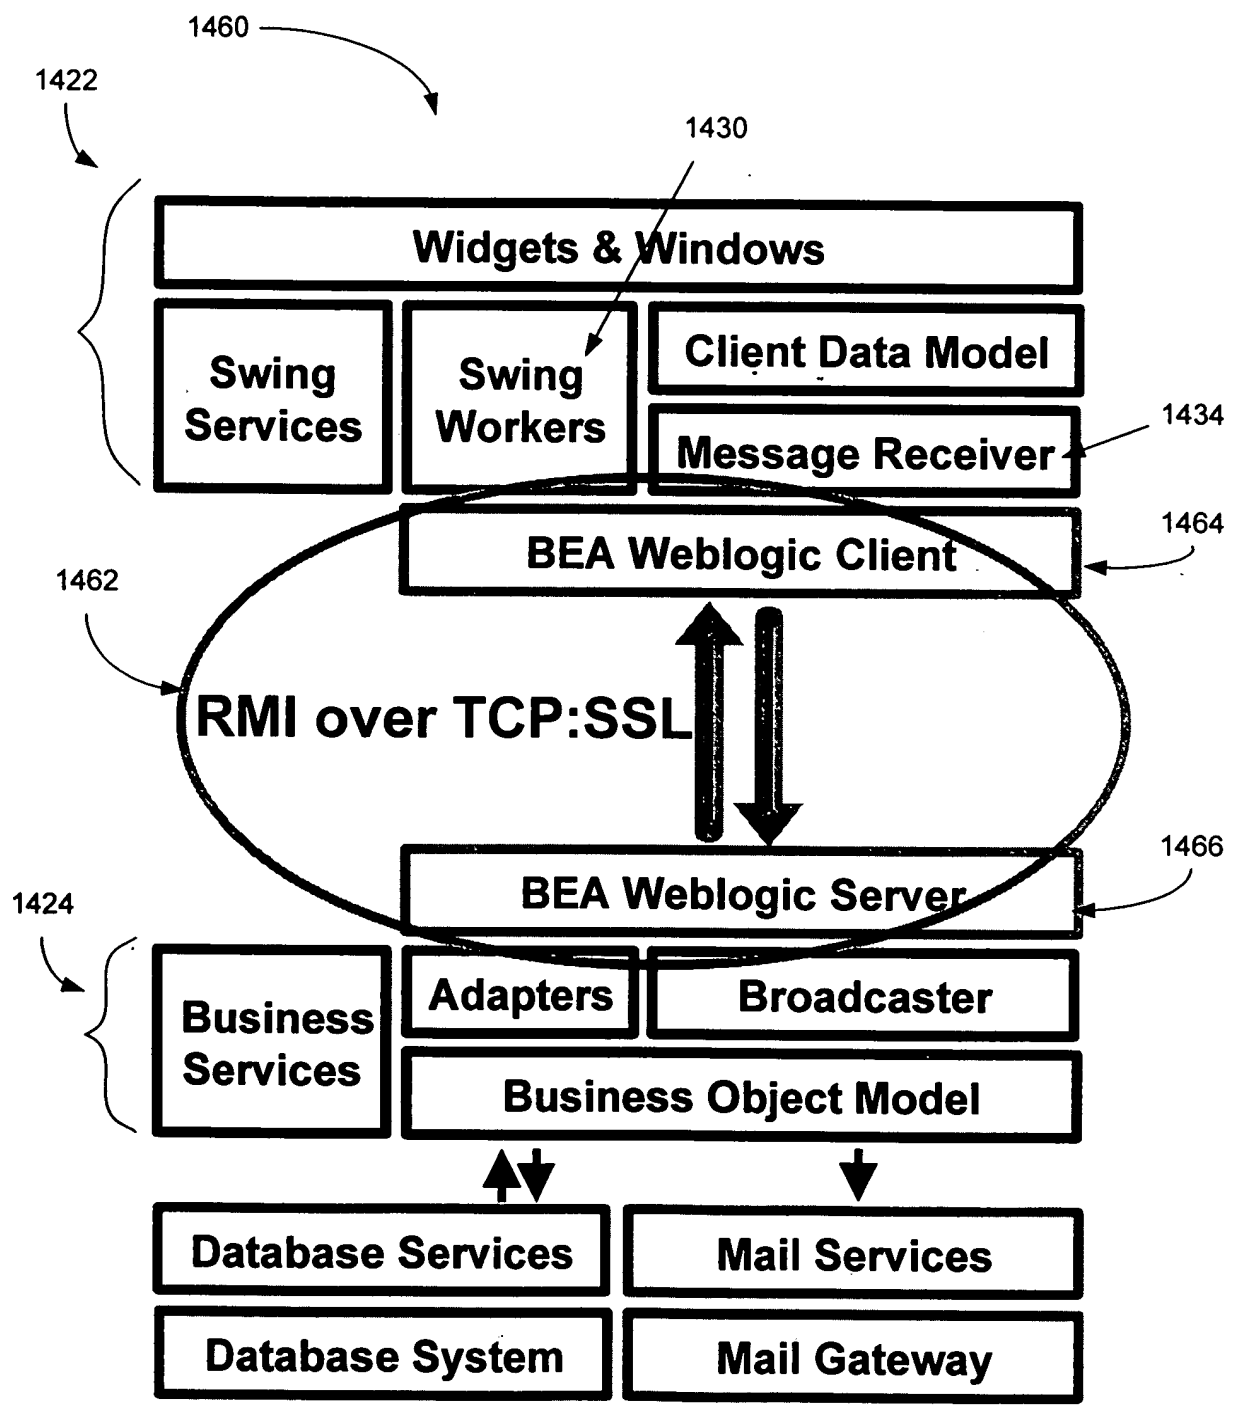 1460
1422
1430
Widgets & Windows
Swing
Services
Swing
Workers
Client Data Model
Message Receiver
1434
BEA Weblogic Client
1464
1462
RMI over TCP:SSL
BEA Weblogic Server
1466
1424
Business
Services
Adapters
Broadcaster
Business Object Model
Database Services
Mail Services
Database System
Mail Gateway